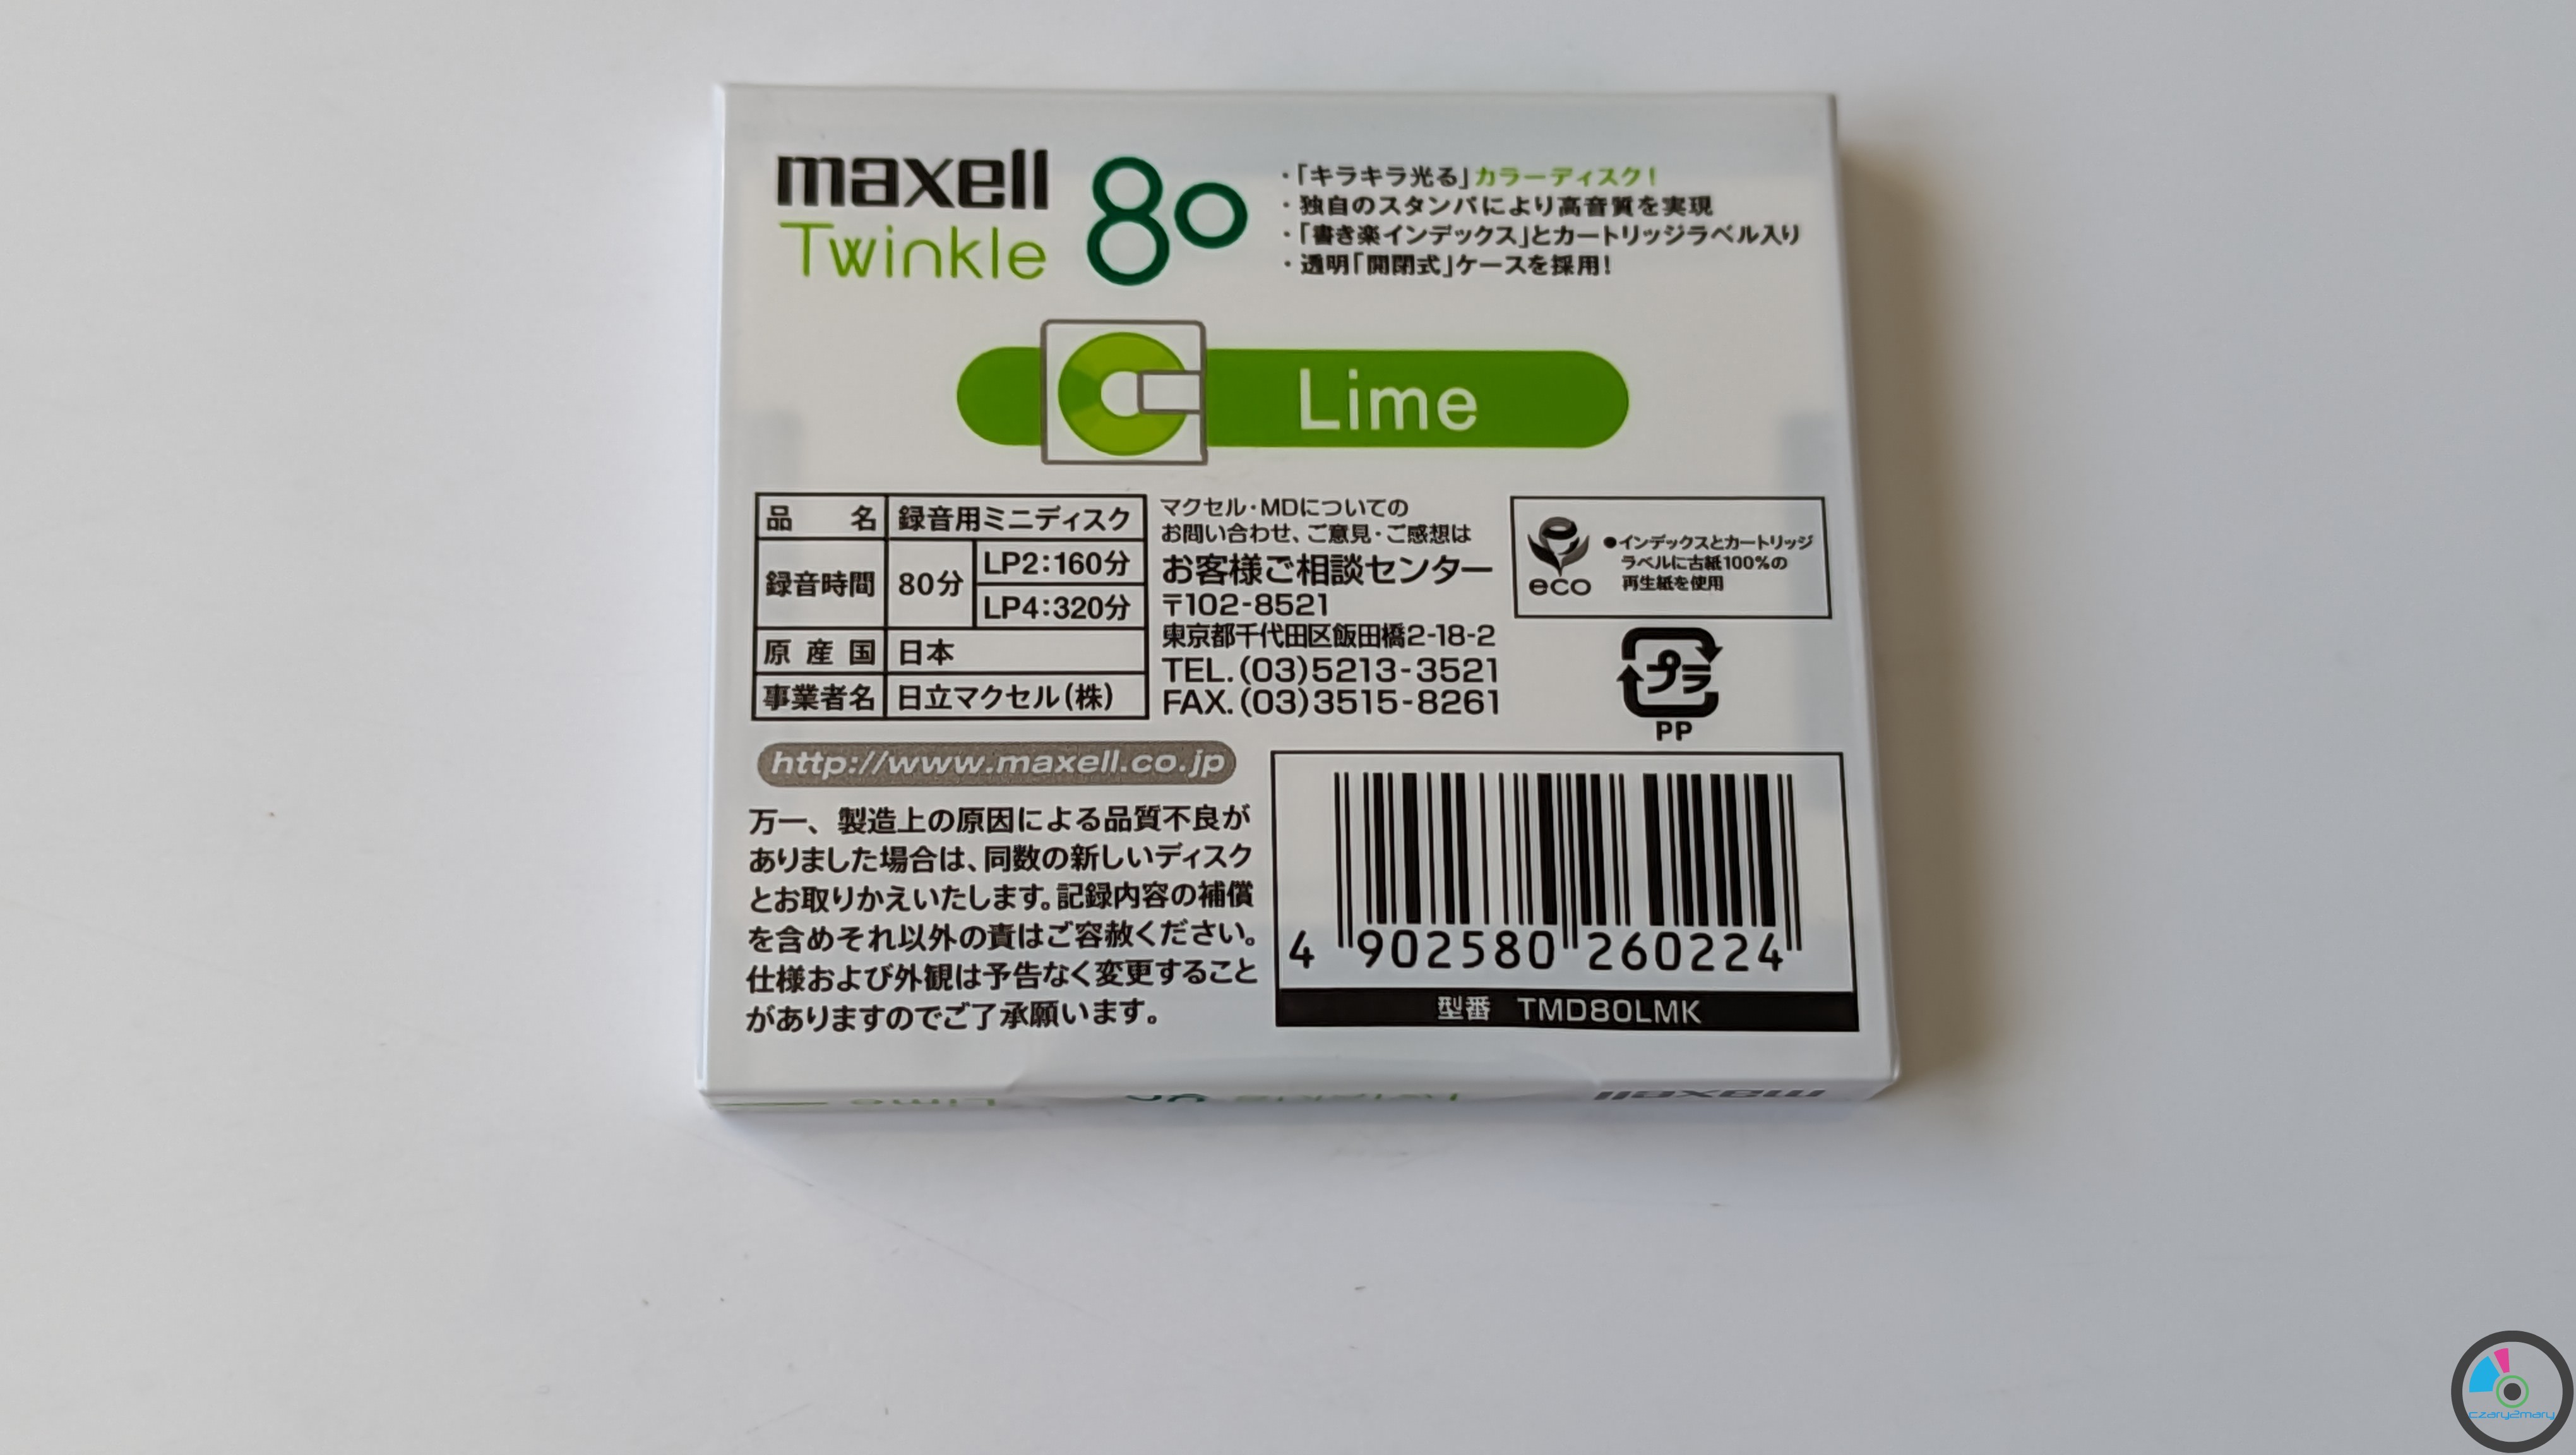 maxell
Twinkle
80
・「キラキラ光る」カラーディスク!
・独自のスタンパにより高音質を実現
・「書き楽インデックス」とカートリッジラベル入り
・透明「開閉式」ケースを採用!
Lime
品 名 録音用ミニディスク
録音時間 80分 LP2:160分
LP4:320分
原産国 日本
事業者名 日立マクセル(株)
マクセル・MDについての
お問い合わせ、ご意見・ご感想は
お客様ご相談センター
〒102-8521
東京都千代田区飯田橋2-18-2
TEL.(03)5213-3521
FAX.(03)3515-8261
eco
●インデックスとカートリッジ
ラベルに古紙100%の
再生紙を使用
プラ
PP
http://www.maxell.co.jp
万一、製造上の原因による品質不良が
ありました場合は、同数の新しいディスク
とお取りかえいたします。記録内容の補償
を含めそれ以外の責はご容赦ください。
仕様および外観は予告なく変更すること
がありますのでご了承願います。
4 902580 260224
型番 TMD80LMK
Lime
Twinkle 80
maxell
czary2mary